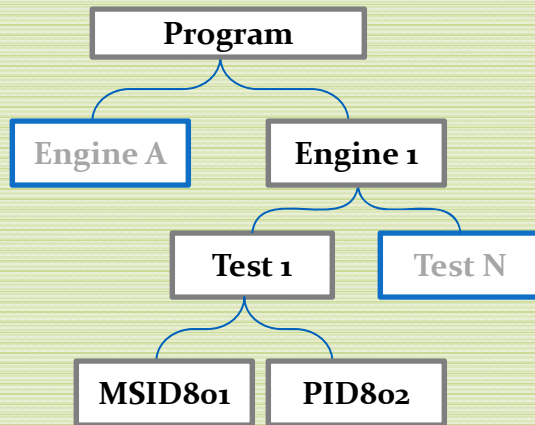 Program
Engine A
Engine 1
Test 1
Test N
MSID801
PID802